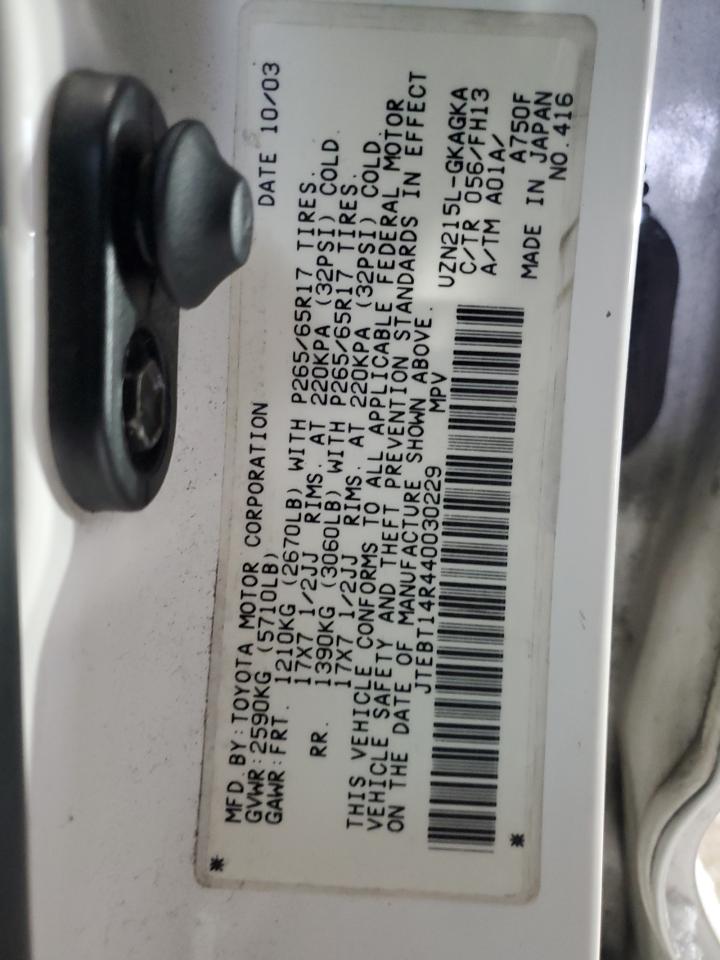 MFD. BY: TOYOTA MOTOR CORPORATION DATE 10/03
GVWR: 2590KG (5710LB)
GAWR: FRT. 1210KG (2670LB) WITH P265/65R17 TIRES.
17X7 1/2JJ RIMS. AT 220KPA (32PSI) COLD.
RR. 1390KG (3060LB) WITH P265/65R17 TIRES.
17X7 1/2JJ RIMS. AT 220KPA (32PSI) COLD.
THIS VEHICLE CONFORMS TO ALL APPLICABLE FEDERAL MOTOR
VEHICLE SAFETY AND THEFT PREVENTION STANDARDS IN EFFECT
ON THE DATE OF MANUFACTURE SHOWN ABOVE.
JTEBT14R440030229 MPV
UZN215L-GKAGKA
C/TR 056/FH13
A/TM A01A/
A750F
MADE IN JAPAN
NO. 416